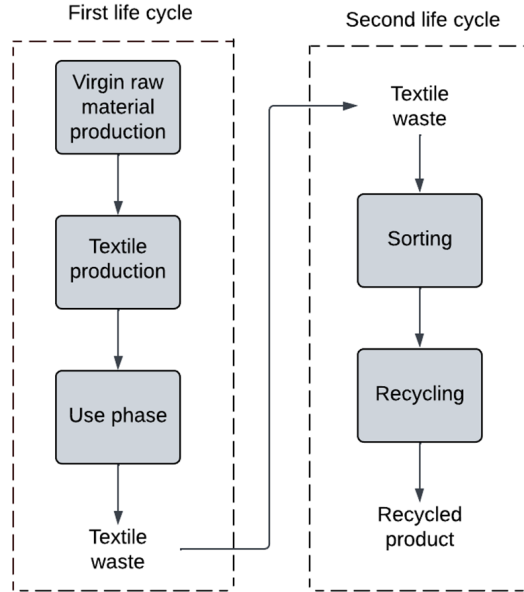 First life cycle
Virgin raw
material
production
Textile
production
Use phase
Textile
waste
Second life cycle
Textile
waste
Sorting
Recycling
Recycled
product